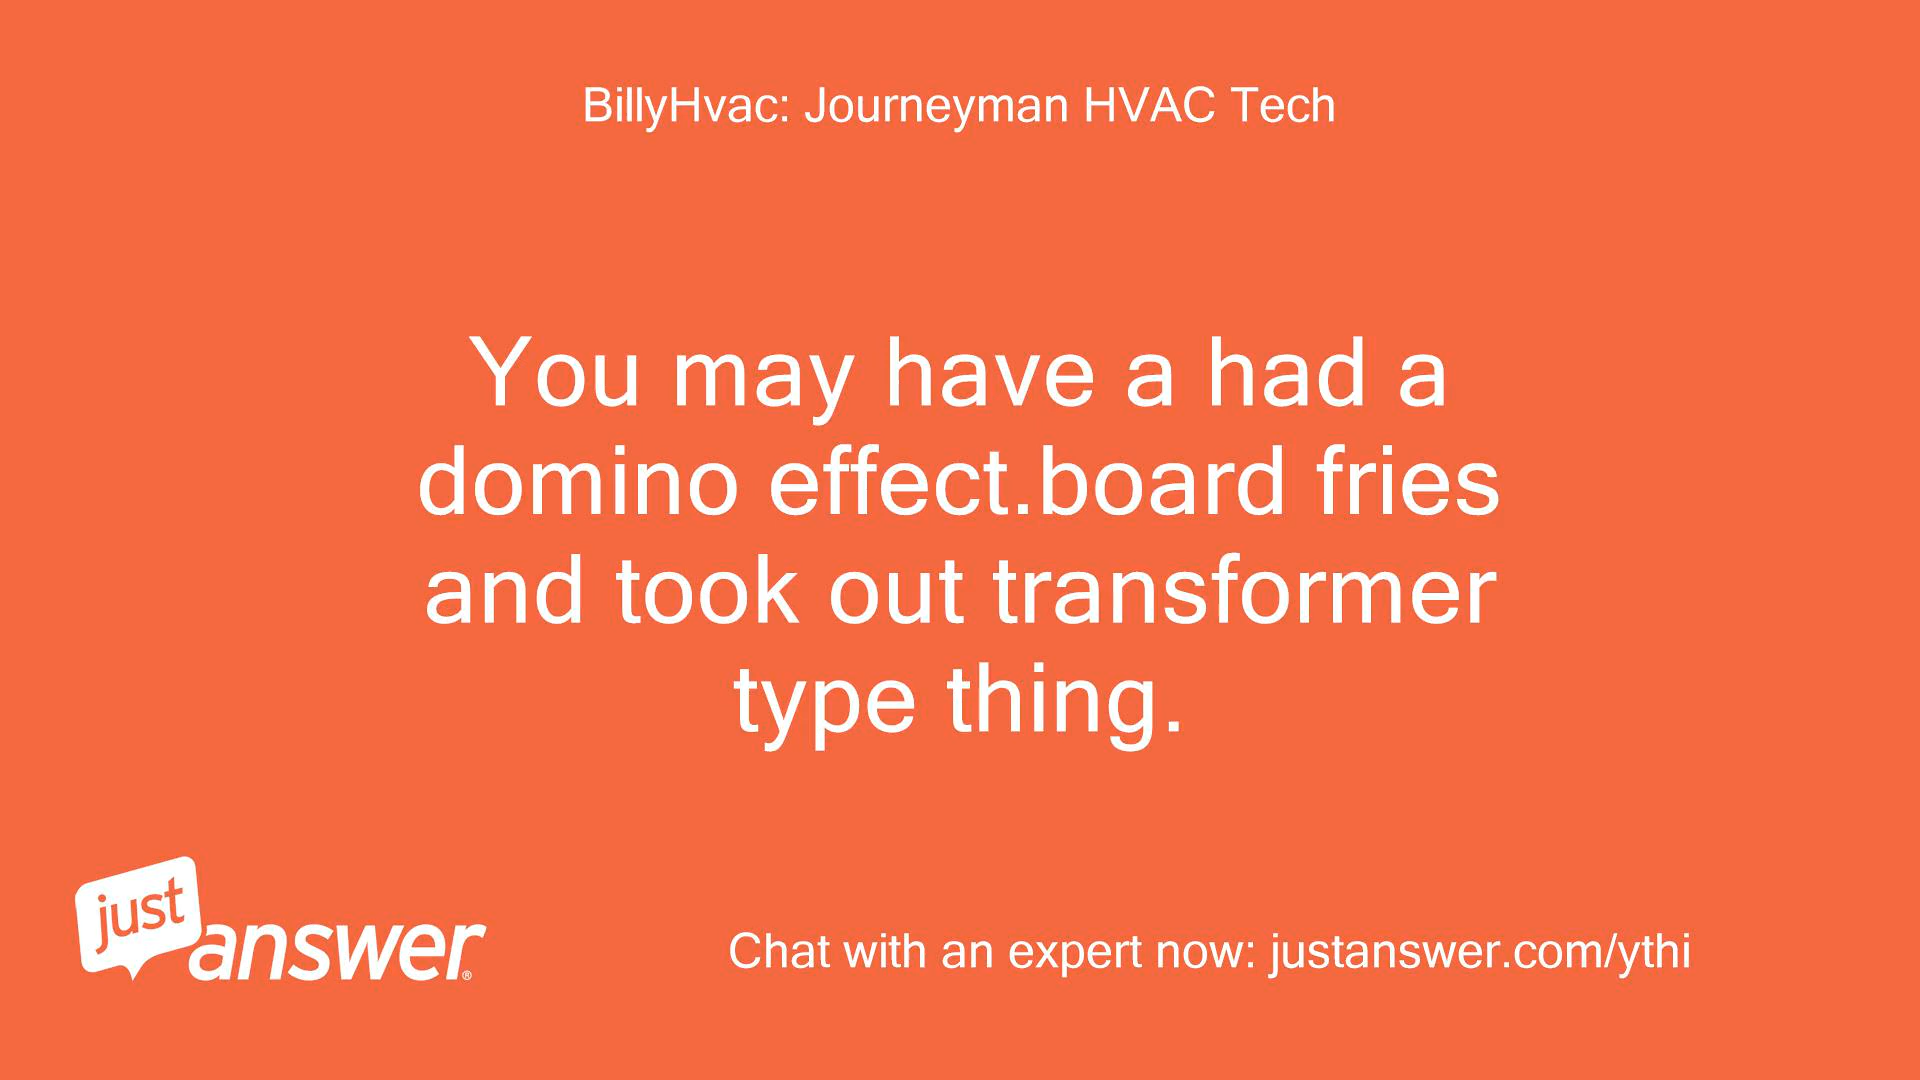 BillyHvac: Journeyman HVAC Tech
You may have a had a
domino effect.board fries
and took out transformer
type thing.
just
answer®
Chat with an expert now: justanswer.com/ythi